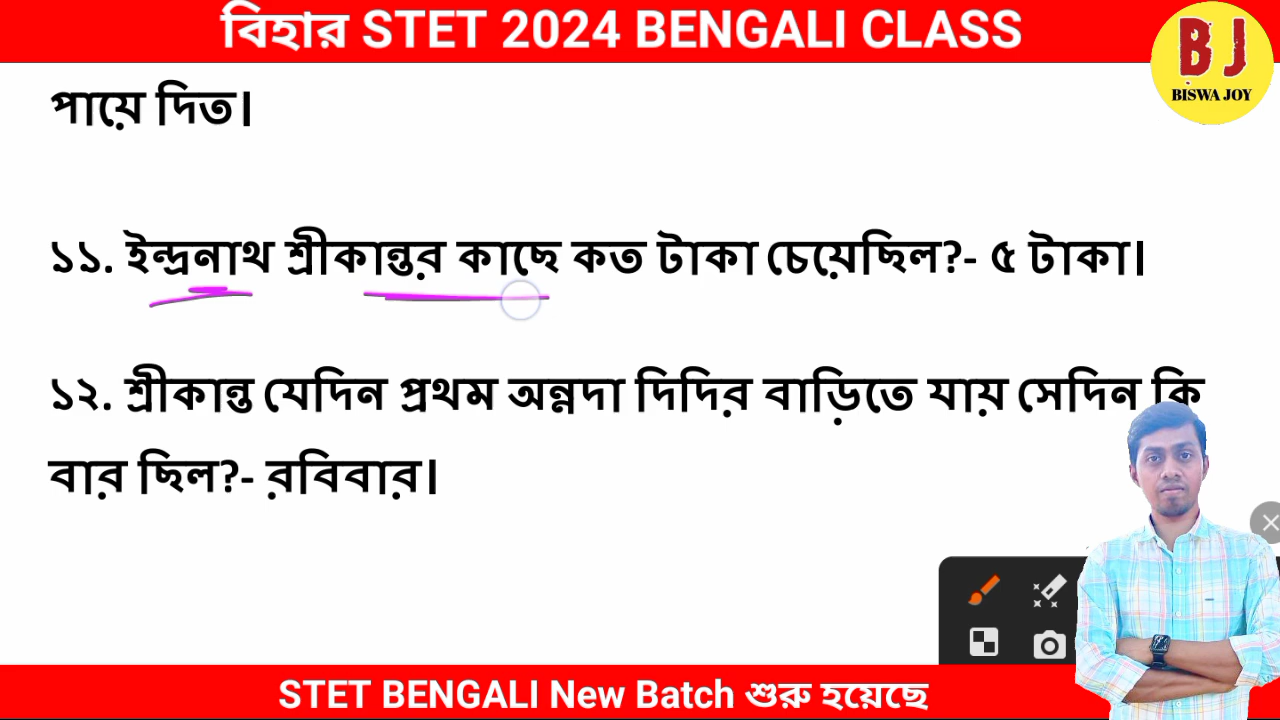 বিহার STET 2024 BENGALI CLASS
BJ
BISWA JOY
পায়ে দিত।
১১. ইন্দ্রনাথ শ্রীকান্তর কাছে কত টাকা চেয়েছিল?- ৫ টাকা।
১২. শ্রীকান্ত যেদিন প্রথম অন্নদা দিদির বাড়িতে যায় সেদিন কি
বার ছিল?- রবিবার।
STET BENGALI New Batch শুরু হয়েছে